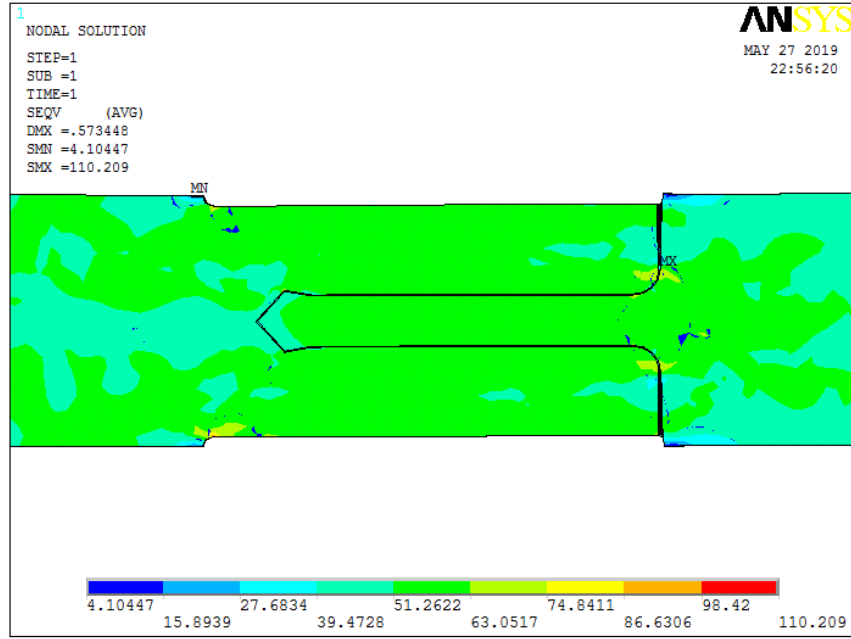 1
NODAL SOLUTION
STEP=1
SUB =1
TIME=1
SEQV (AVG)
DMX =.573448
SMN =4.10447
SMX =110.209
ANSYS
MAY 27 2019
22:56:20
MN
MX
4.10447 27.6834 51.2622 74.8411 98.42
15.8939 39.4728 63.0517 86.6306 110.209